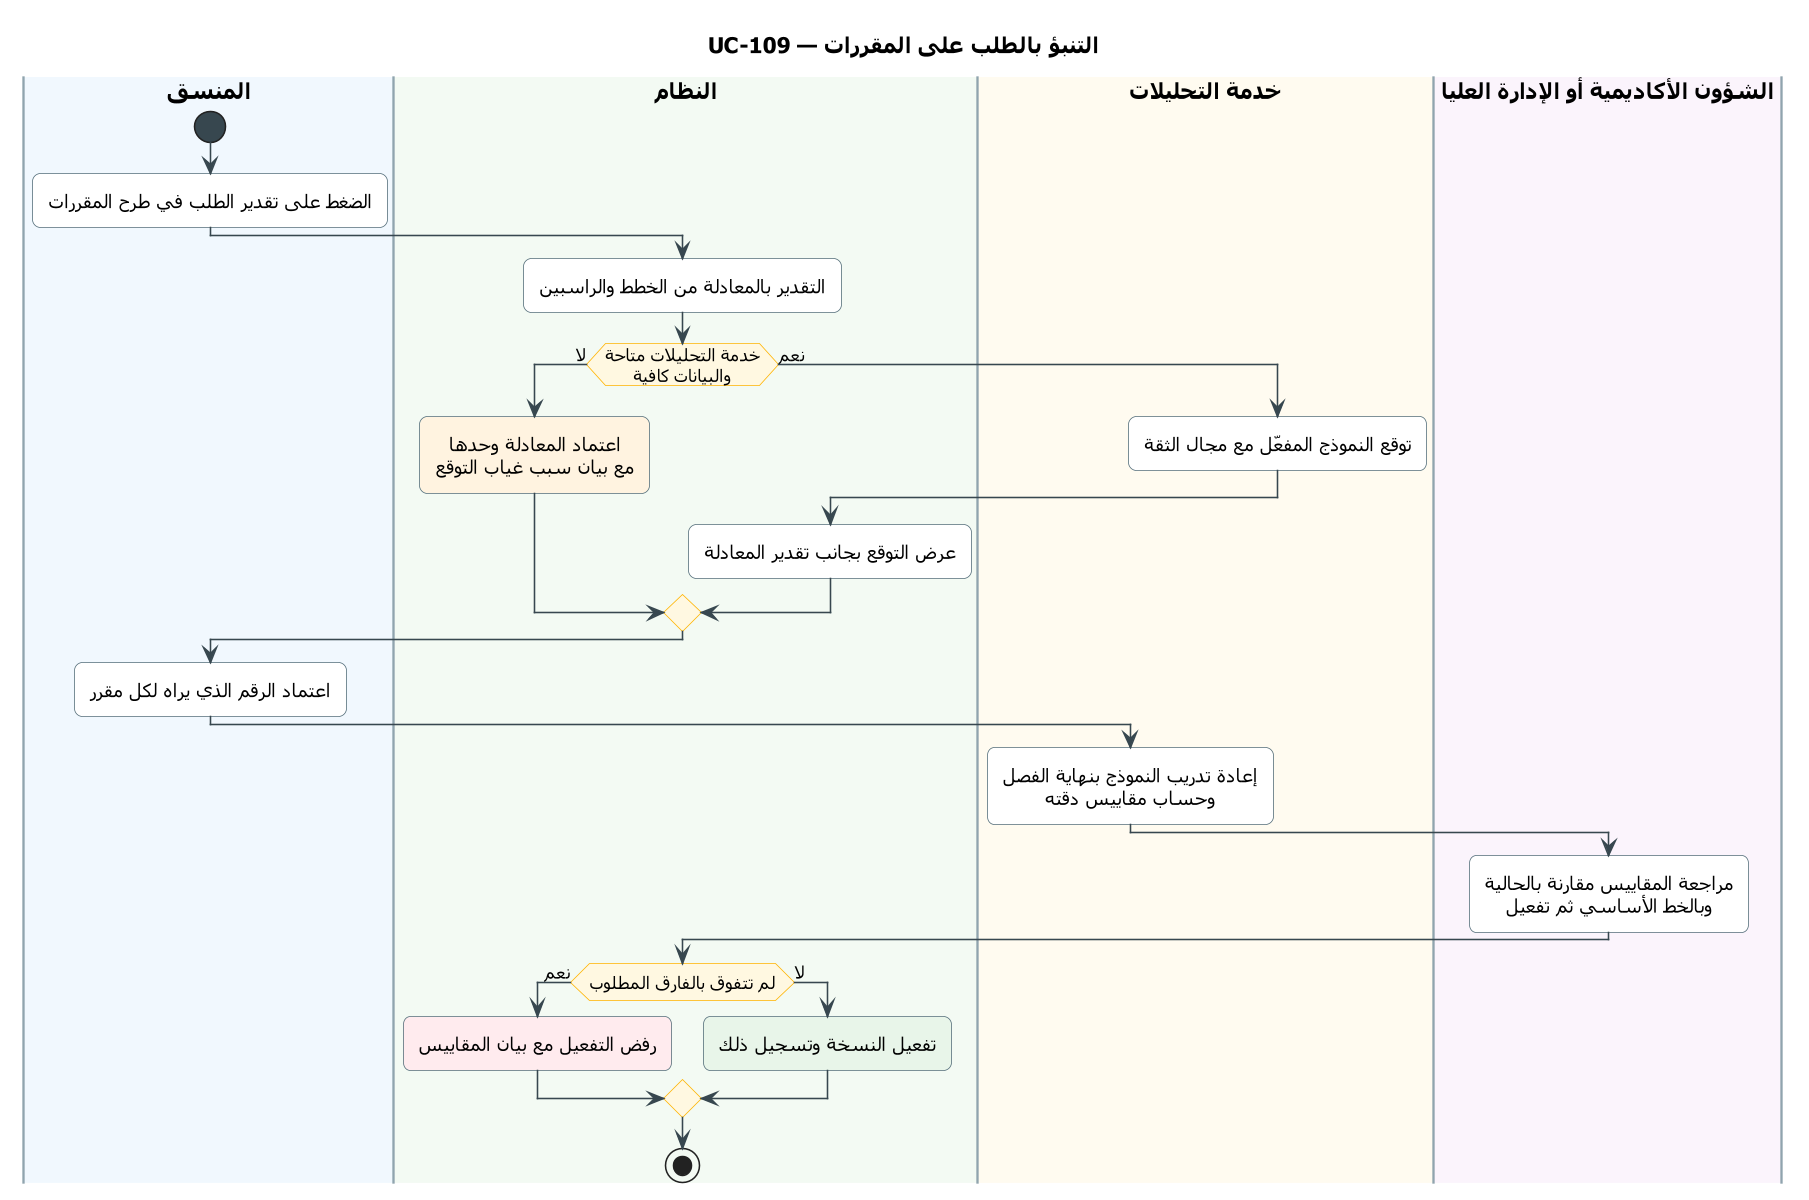 UC-109 — التنبؤ بالطلب على المقررات
المنسق
النظام
خدمة التحليلات
الشؤون الأكاديمية أو الإدارة العليا
الضغط على تقدير الطلب في طرح المقررات
التقدير بالمعادلة من الخطط والراسبين
خدمة التحليلات متاحة
والبيانات كافية
لا
نعم
اعتماد المعادلة وحدها
مع بيان سبب غياب التوقع
توقع النموذج المفعّل مع مجال الثقة
عرض التوقع بجانب تقدير المعادلة
اعتماد الرقم الذي يراه لكل مقرر
إعادة تدريب النموذج بنهاية الفصل
وحساب مقاييس دقته
مراجعة المقاييس مقارنة بالحالية
وبالخط الأساسي ثم تفعيل
لم تتفوق بالفارق المطلوب
نعم
لا
رفض التفعيل مع بيان المقاييس
تفعيل النسخة وتسجيل ذلك